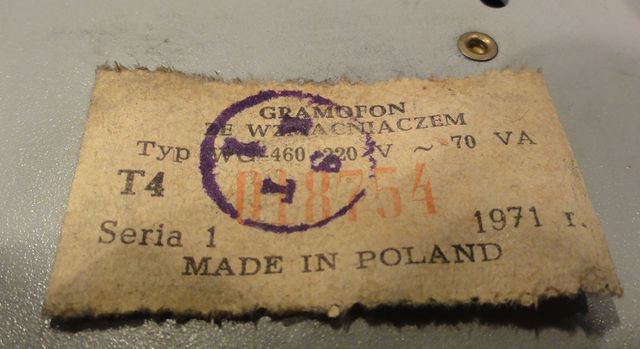 GRAMOFON
ZE WZMACNIACZEM
Typ WG-460 220 V ~ 70 VA
T4 018754
Seria 1 1971 r.
MADE IN POLAND